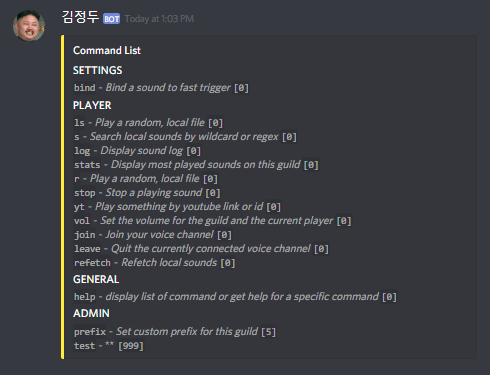 김정두 BOT Today at 1:03 PM
Command List
SETTINGS
bind - Bind a sound to fast trigger [0]
PLAYER
ls - Play a random, local file [0]
s - Search local sounds by wildcard or regex [0]
log - Display sound log [0]
stats - Display most played sounds on this guild [0]
r - Play a random, local file [0]
stop - Stop a playing sound [0]
yt - Play something by youtube link or id [0]
vol - Set the volume for the guild and the current player [0]
join - Join your voice channel [0]
leave - Quit the currently connected voice channel [0]
refetch - Refetch local sounds [0]
GENERAL
help - display list of command or get help for a specific command [0]
ADMIN
prefix - Set custom prefix for this guild [5]
test - ** [999]